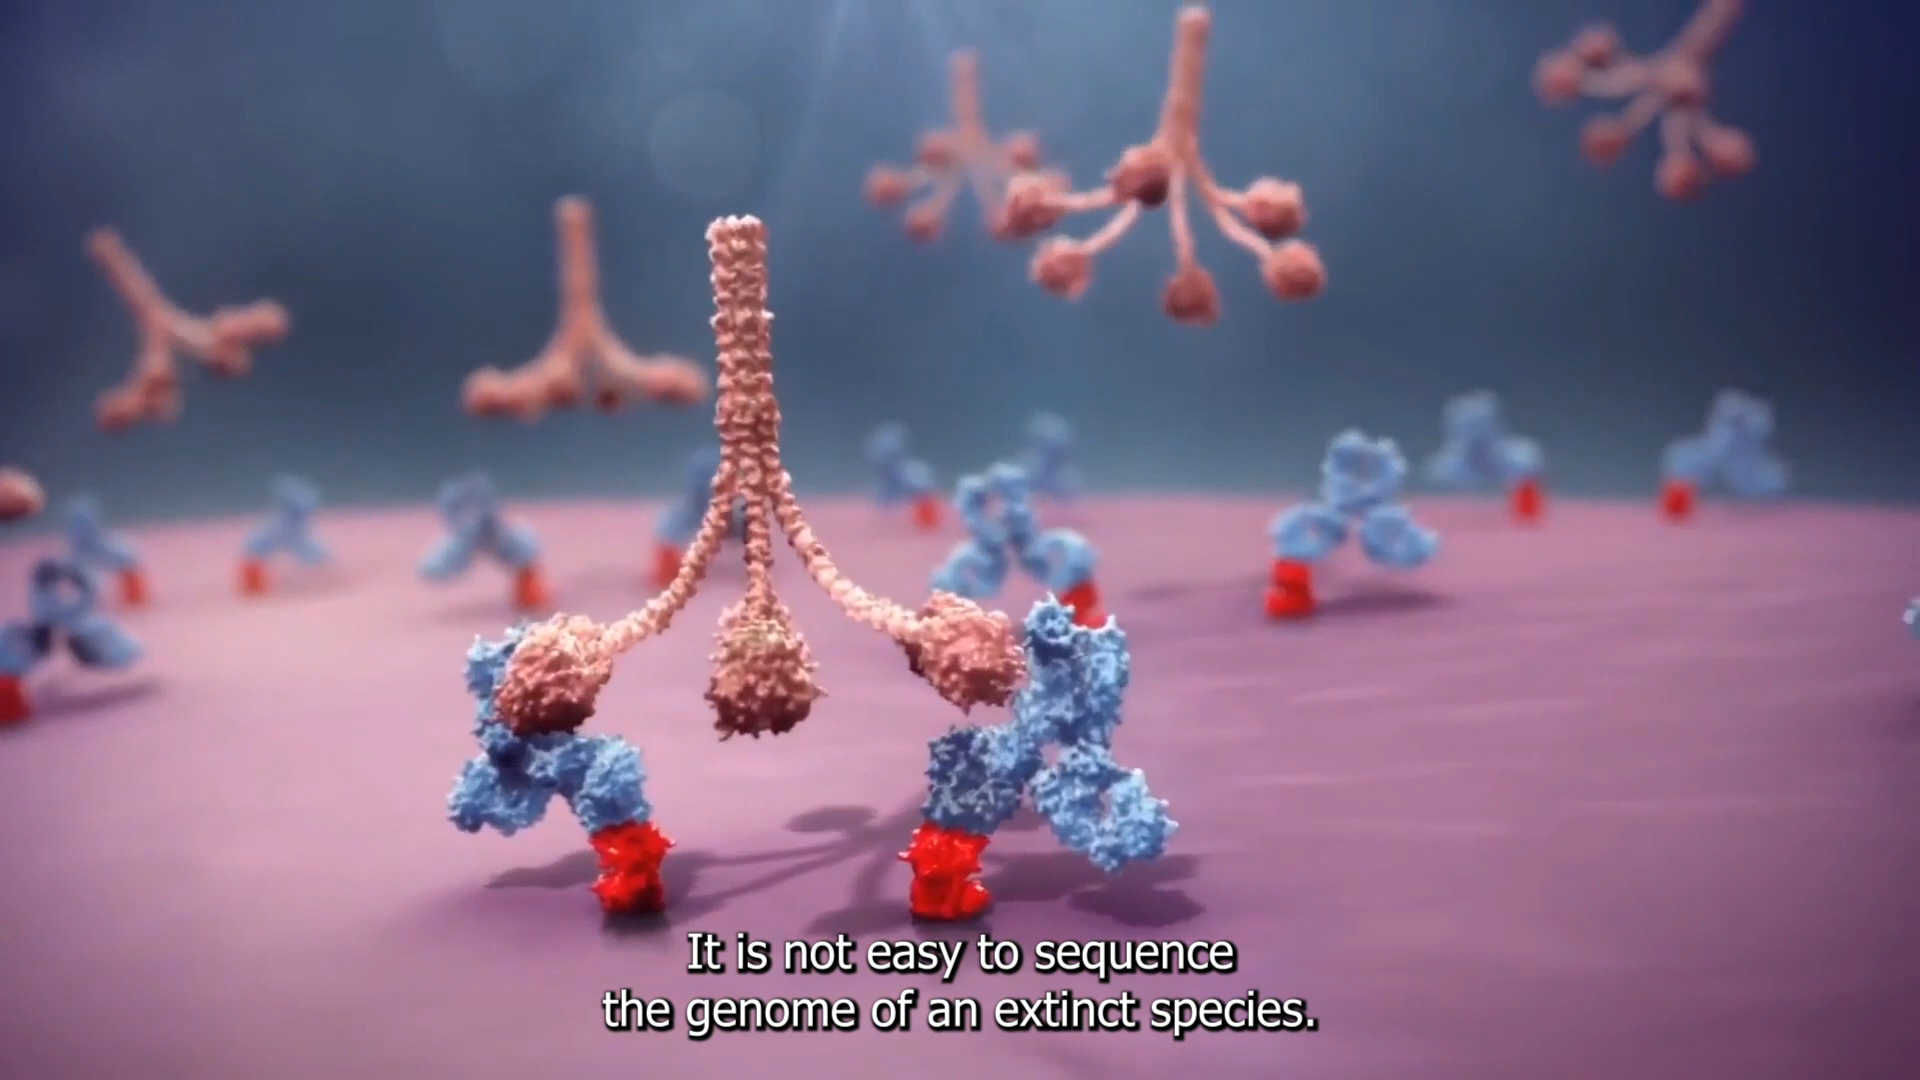 It is not easy to sequence
the genome of an extinct species.